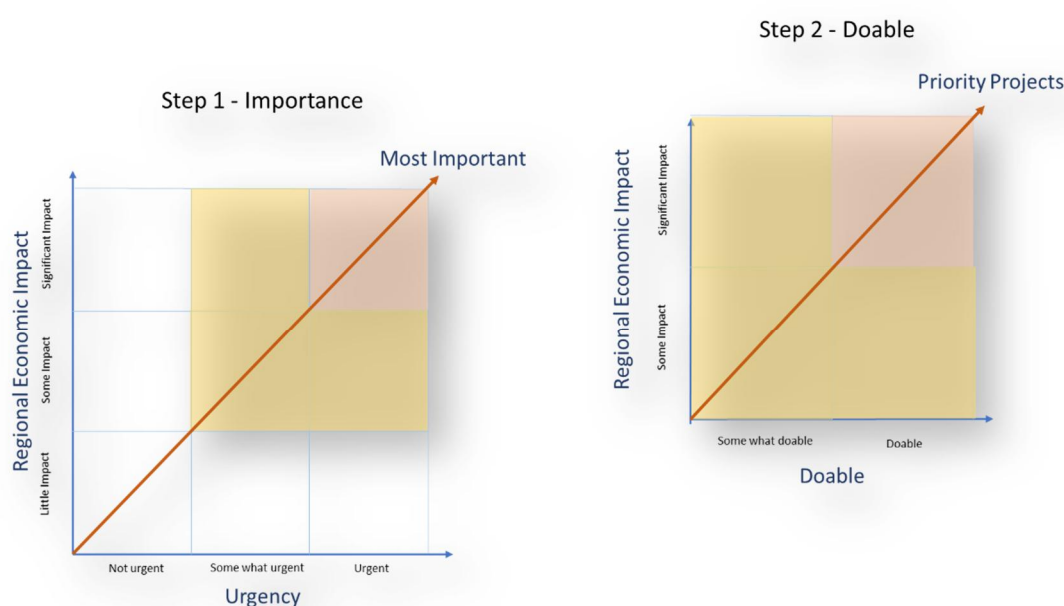 Step 1 - Importance
Most Important
Regional Economic Impact
Significant Impact
Some Impact
Little Impact
Not urgent
Some what urgent
Urgent
Urgency
Step 2 - Doable
Priority Projects
Regional Economic Impact
Significant Impact
Some Impact
Some what doable
Doable
Doable